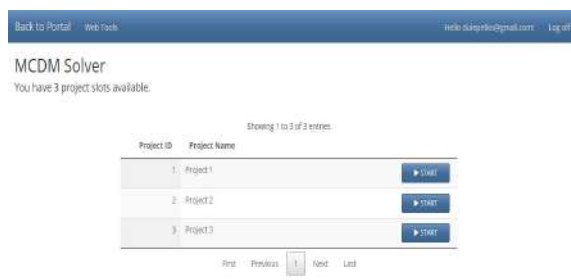 Back to Portal Web Tools Hello Log off
MCDM Solver
You have 3 project slots available.
Showing 1 to 3 of 3 entries
Project ID Project Name
1 Project 1 START
2 Project 2 START
3 Project 3 START
First Previous 1 Next Last